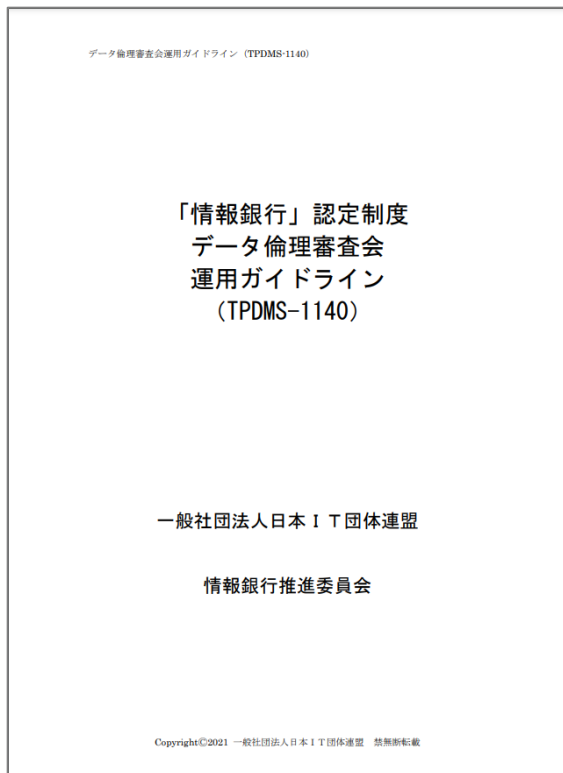 データ倫理審査会運用ガイドライン（TPDMS-1140）
「情報銀行」認定制度
データ倫理審査会
運用ガイドライン
（TPDMS-1140）
一般社団法人日本ＩＴ団体連盟
情報銀行推進委員会
Copyright©2021 一般社団法人日本ＩＴ団体連盟　禁無断転載